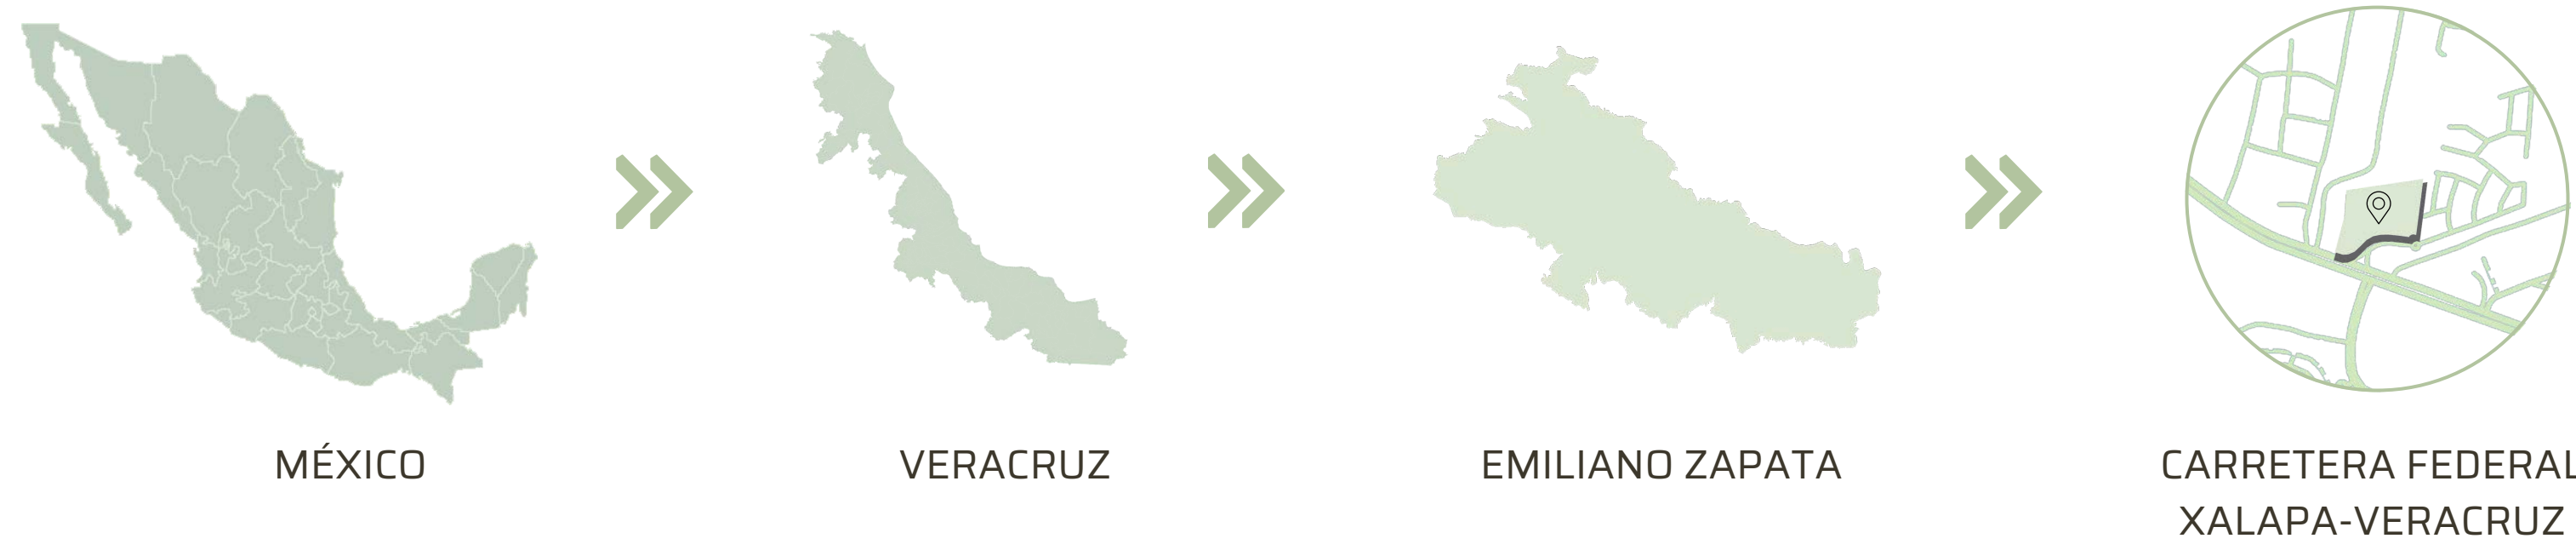 MÉXICO
VERACRUZ
EMILIANO ZAPATA
CARRETERA FEDERAL
XALAPA-VERACRUZ